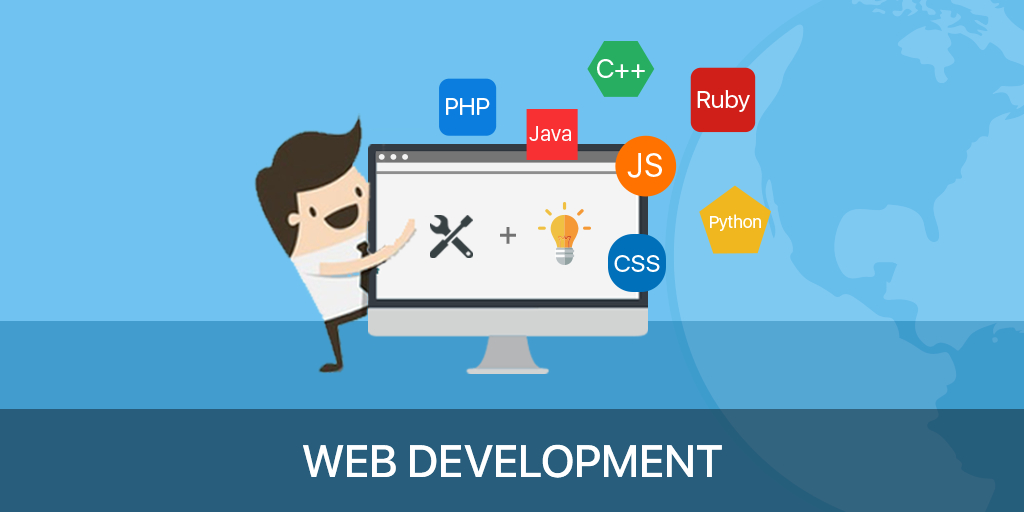 C++
Ruby
PHP
Java
JS
Python
CSS
WEB DEVELOPMENT